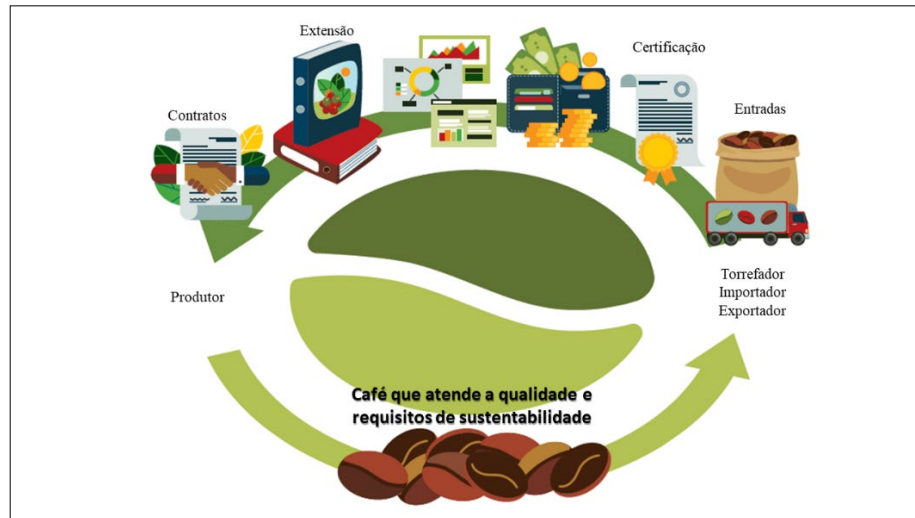 Extensão
Certificação
Contratos
Entradas
Produtor
Torrefador
Importador
Exportador
Café que atende a qualidade e
requisitos de sustentabilidade